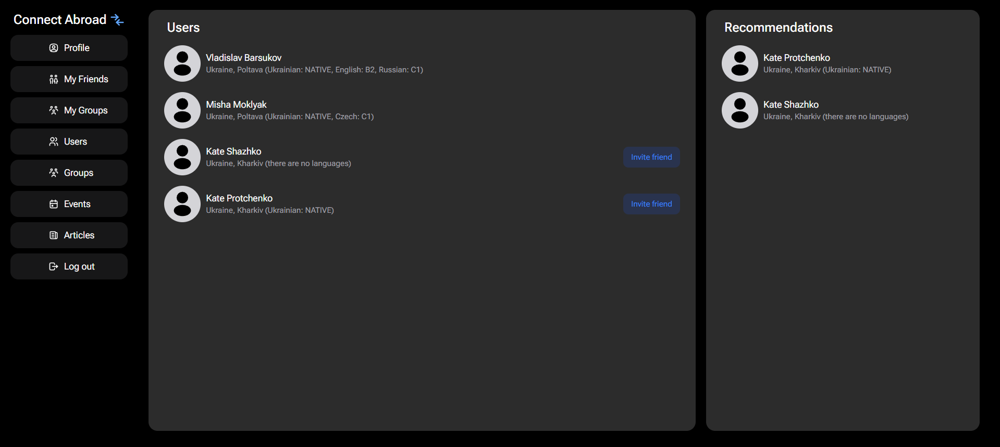 Connect Abroad
Profile
My Friends
My Groups
Users
Groups
Events
Articles
Log out
Users
Vladislav Barsukov
Ukraine, Poltava (Ukrainian: NATIVE, English: B2, Russian: C1)
Misha Moklyak
Ukraine, Poltava (Ukrainian: NATIVE, Czech: C1)
Kate Shazhko
Ukraine, Kharkiv (there are no languages)
Invite friend
Kate Protchenko
Ukraine, Kharkiv (Ukrainian: NATIVE)
Invite friend
Recommendations
Kate Protchenko
Ukraine, Kharkiv (Ukrainian: NATIVE)
Kate Shazhko
Ukraine, Kharkiv (there are no languages)